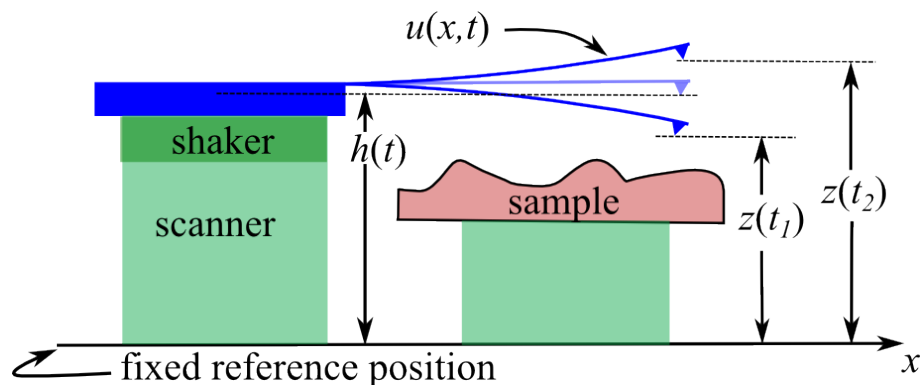 u(x,t)
shaker
h(t)
scanner
sample
z(t₁)
z(t₂)
x
fixed reference position